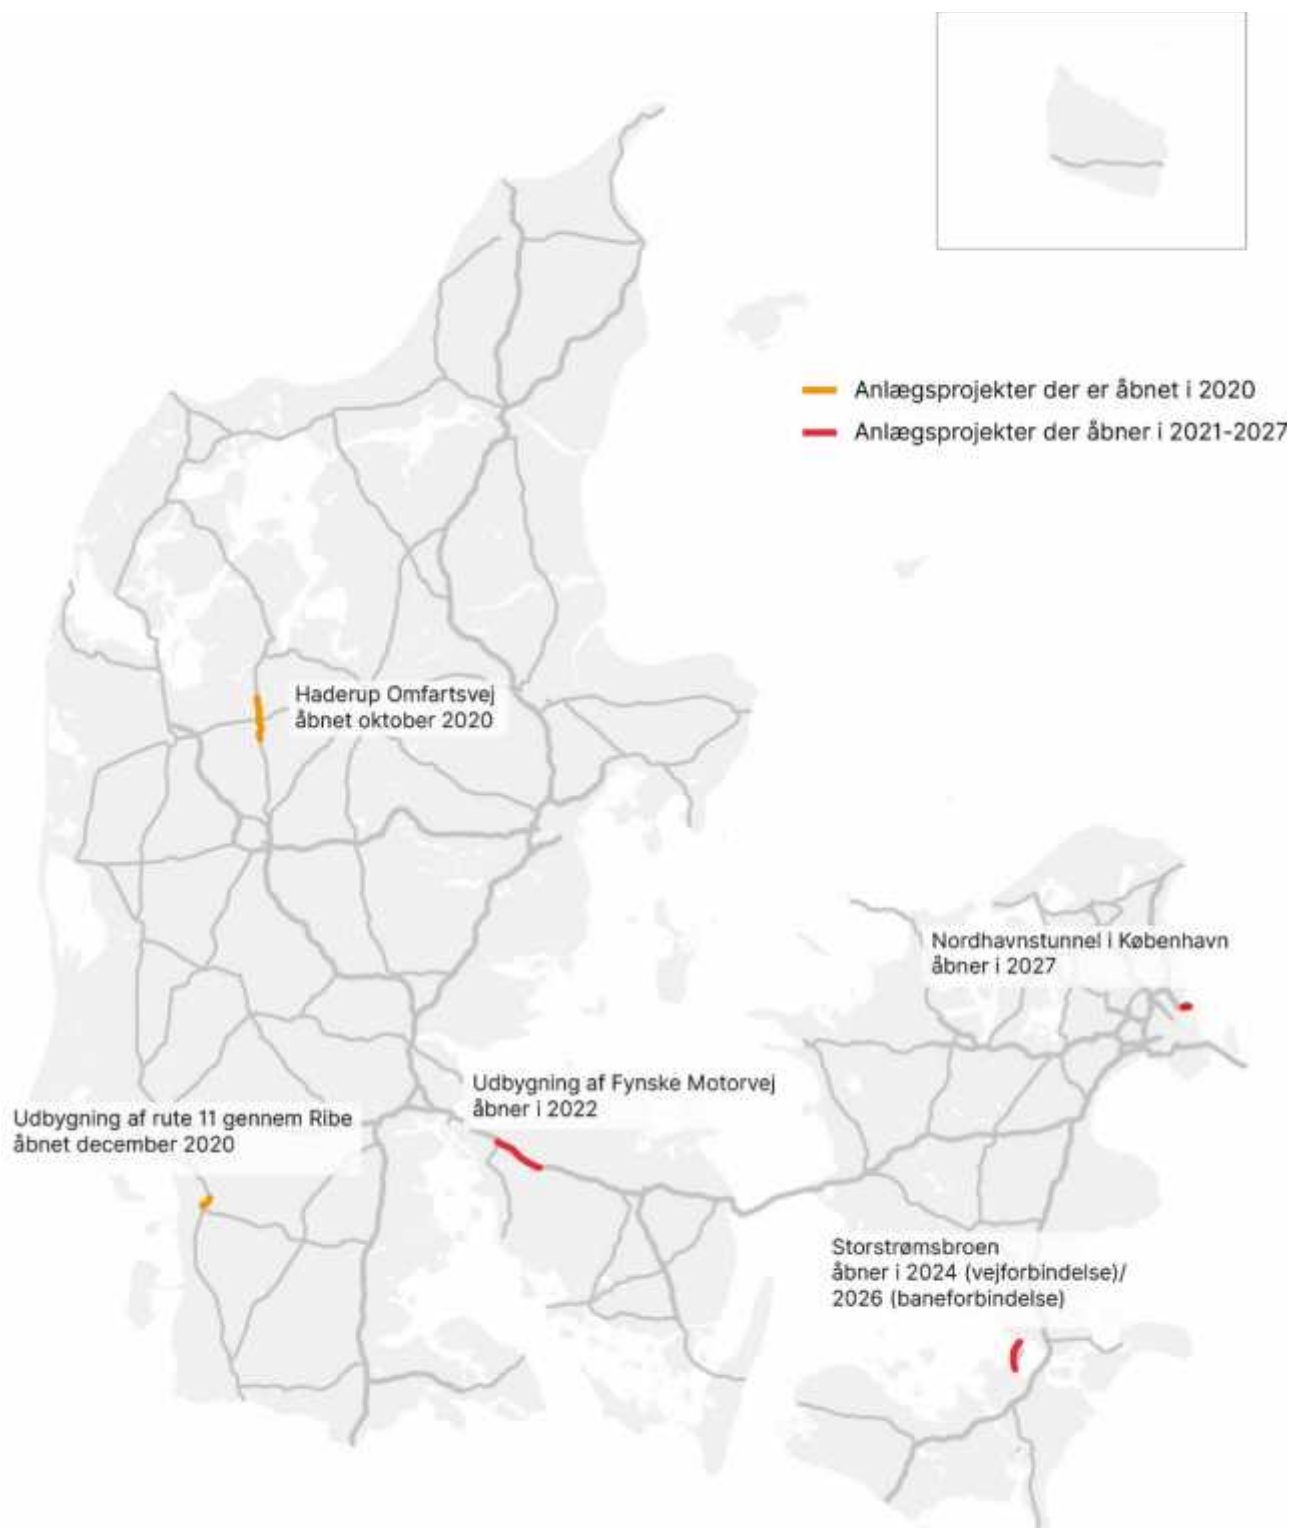 Anlægsprojekter der er åbnet i 2020
Anlægsprojekter der åbner i 2021-2027
Haderup Omfartsvej
åbnet oktober 2020
Nordhavnstunnel i København
åbner i 2027
Udbygning af Fynske Motorvej
åbner i 2022
Udbygning af rute 11 gennem Ribe
åbnet december 2020
Storstrømsbroen
åbner i 2024 (vejforbindelse)/
2026 (baneforbindelse)